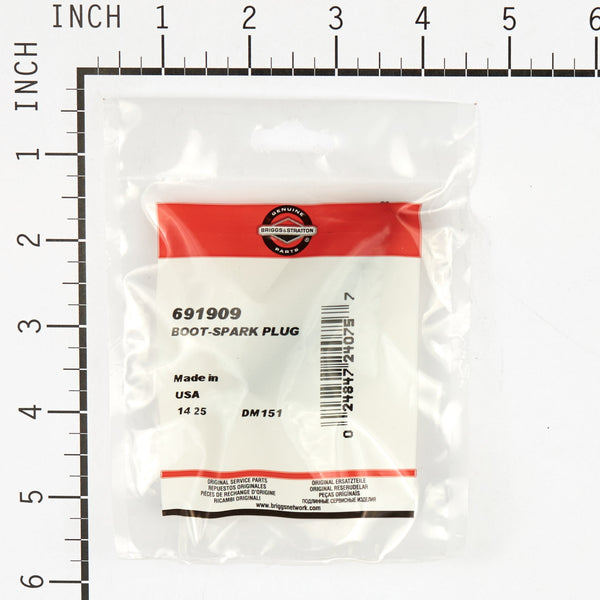 INCH 1 2 3 4 5 6
INCH
1
2
3
4
5
6
GENUINE
BRIGGS & STRATTON
PARTS
691909
BOOT-SPARK PLUG
Made in
USA
14 25 DM151
0 24847 24075 7
ORIGINAL SERVICE PARTS
REPUESTOS ORIGINALES
PIÈCES DE RECHANGE D'ORIGINE
RICAMBI ORIGINALI
ORIGINAL ERSATZTEILE
ORIGINAL RESERVDELAR
PEÇAS ORIGINAIS
ПОДЛИННЫЕ СЕРВИСНЫЕ ИЗДЕЛИЯ
www.briggsnetwork.com